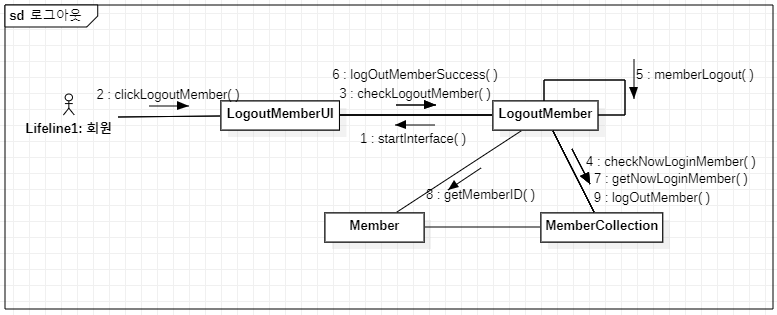 sd 로그아웃
6 : logOutMemberSuccess( )
5 : memberLogout( )
2 : clickLogoutMember( )
3 : checkLogoutMember( )
LogoutMemberUI
LogoutMember
Lifeline1: 회원
1 : startInterface( )
4 : checkNowLoginMember( )
7 : getNowLoginMember( )
8 : getMemberID( )
9 : logOutMember( )
Member
MemberCollection